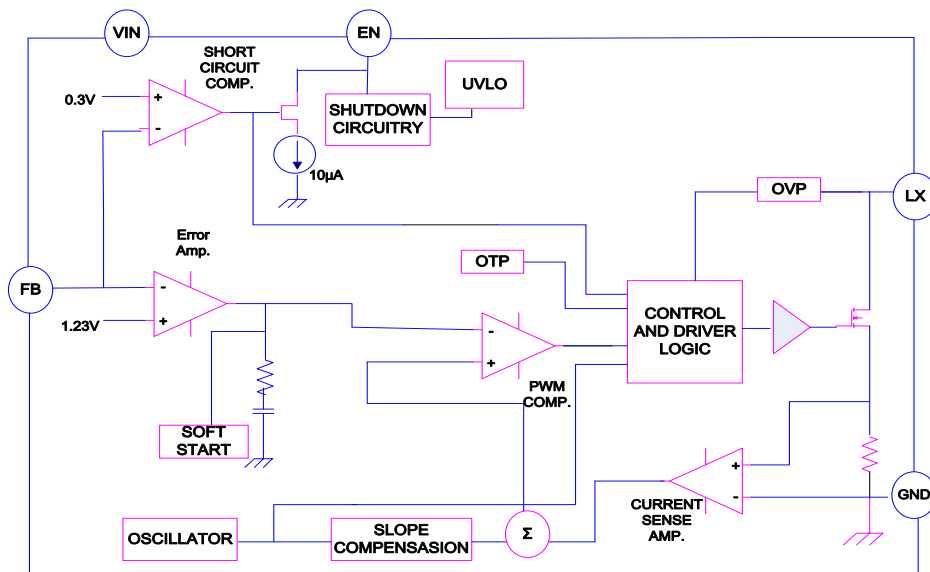 VIN
EN
SHORT
CIRCUIT
COMP.
UVLO
0.3V
+
-
SHUTDOWN
CIRCUITRY
10µA
OVP
LX
Error
Amp.
OTP
FB
-
1.23V
+
CONTROL
AND DRIVER
LOGIC
-
+
PWM
COMP.
SOFT
START
+
-
CURRENT
SENSE
AMP.
GND
OSCILLATOR
SLOPE
COMPENSASION
Σ